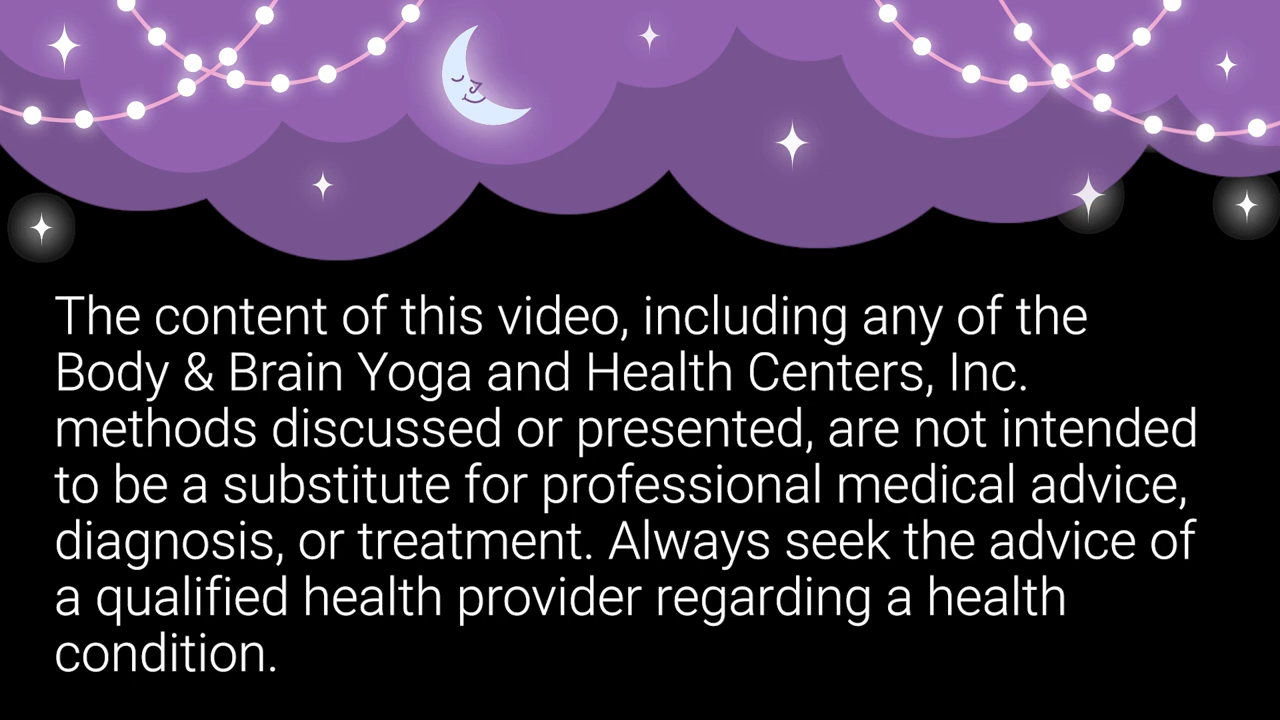 The content of this video, including any of the
Body & Brain Yoga and Health Centers, Inc.
methods discussed or presented, are not intended
to be a substitute for professional medical advice,
diagnosis, or treatment. Always seek the advice of
a qualified health provider regarding a health
condition.